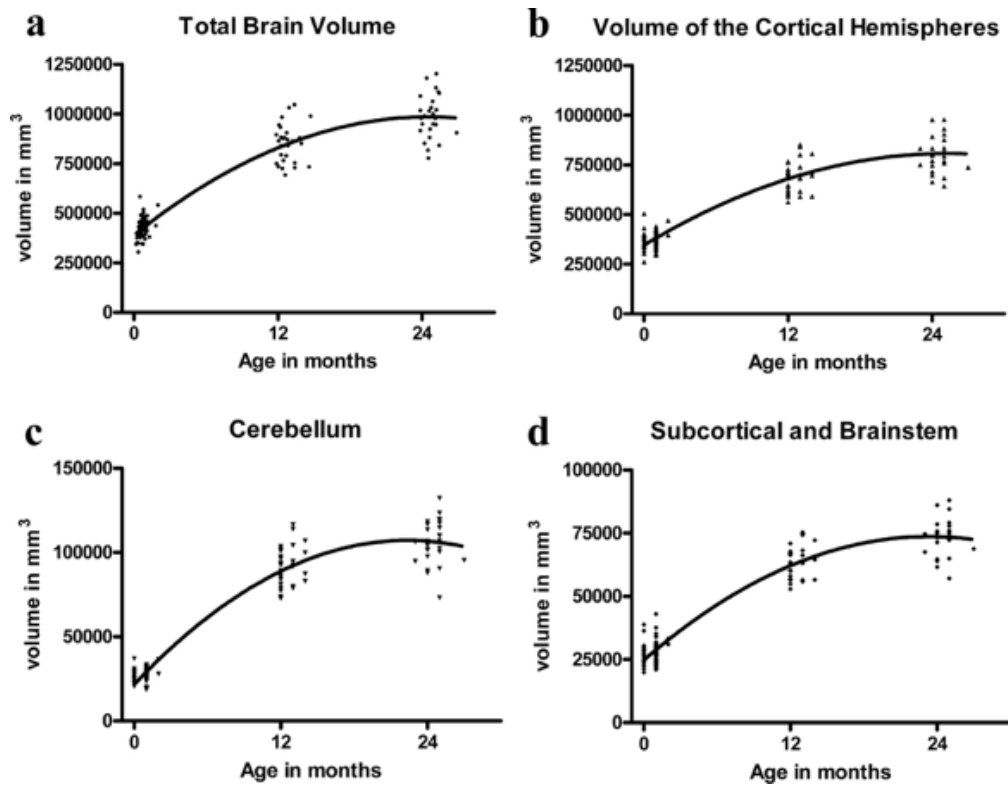 a
Total Brain Volume
1250000
1000000
750000
500000
250000
0
volume in mm³
0 12 24
Age in months
b
Volume of the Cortical Hemispheres
1250000
1000000
750000
500000
250000
0
volume in mm³
0 12 24
Age in months
c
Cerebellum
150000
100000
50000
0
volume in mm³
0 12 24
Age in months
d
Subcortical and Brainstem
100000
75000
50000
25000
0
volume in mm³
0 12 24
Age in months